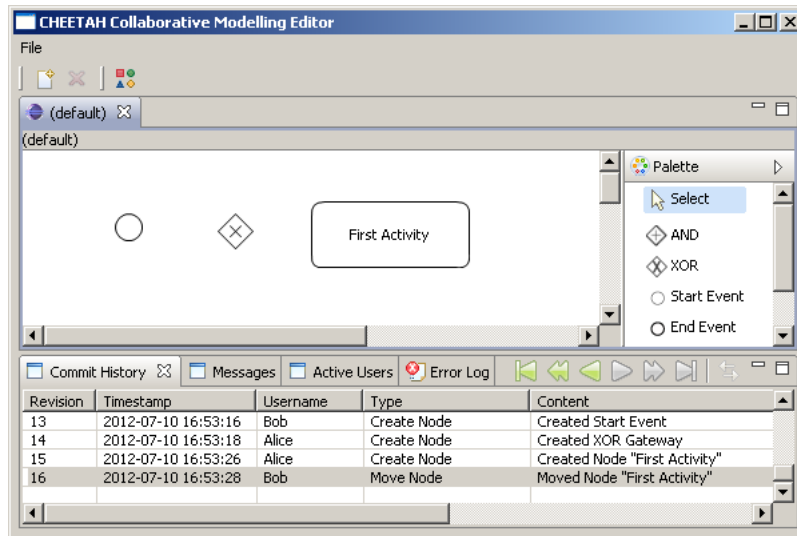 CHEETAH Collaborative Modelling Editor
File
(default)
(default)
First Activity
Palette
Select
AND
XOR
Start Event
End Event
Commit History Messages Active Users Error Log
Revision Timestamp Username Type Content
13 2012-07-10 16:53:16 Bob Create Node Created Start Event
14 2012-07-10 16:53:18 Alice Create Node Created XOR Gateway
15 2012-07-10 16:53:26 Alice Create Node Created Node "First Activity"
16 2012-07-10 16:53:28 Bob Move Node Moved Node "First Activity"